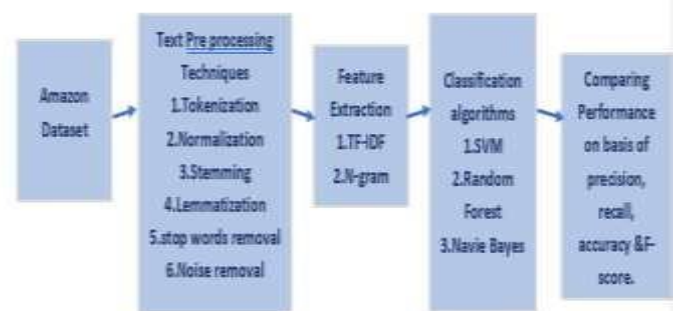 Amazon
Dataset
Text Pre processing
Techniques
1.Tokenization
2.Normalization
3.Stemming
4.Lemmatization
5.stop words removal
6.Noise removal
Feature
Extraction
1.TF-IDF
2.N-gram
Classification
algorithms
1.SVM
2.Random
Forest
3.Navie Bayes
Comparing
Performance
on basis of
precision,
recall,
accuracy &F-
score.